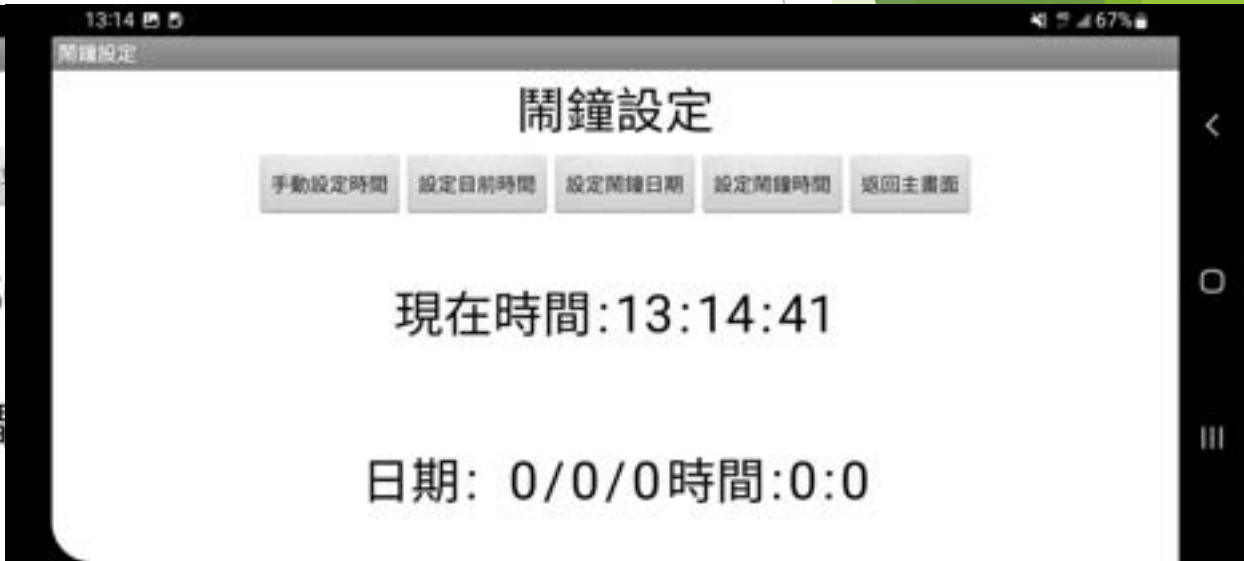 13:14
67%
鬧鐘設定
鬧鐘設定
手動設定時間 設定目前時間 設定鬧鐘日期 設定鬧鐘時間 返回主畫面
現在時間:13:14:41
日期: 0/0/0時間:0:0